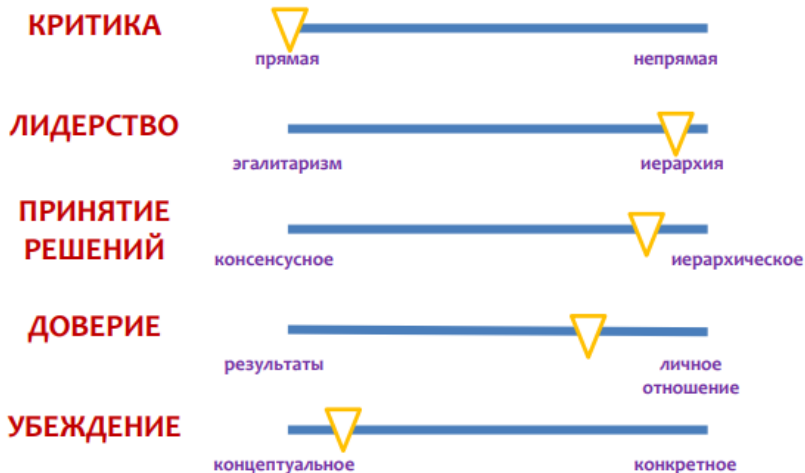 КРИТИКА
прямая
непрямая
ЛИДЕРСТВО
эгалитаризм
иерархия
ПРИНЯТИЕ
РЕШЕНИЙ
консенсусное
иерархическое
ДОВЕРИЕ
результаты
личное
отношение
УБЕЖДЕНИЕ
концептуальное
конкретное